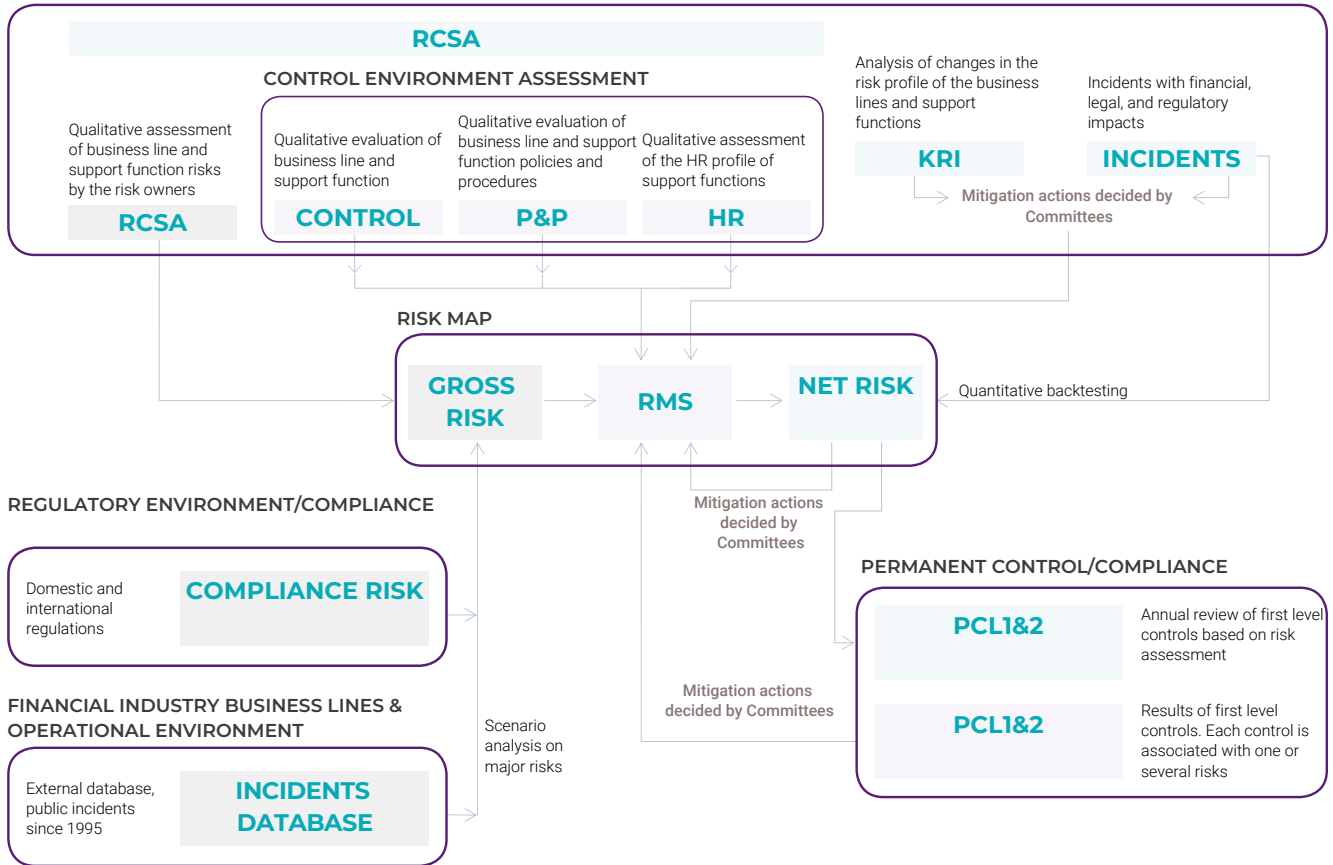 RCSA
CONTROL ENVIRONMENT ASSESSMENT
Qualitative assessment
of business line and
support function risks
by the risk owners
RCSA
Qualitative evaluation of
business line and
support function
CONTROL
Qualitative evaluation of
business line and support
function policies and
procedures
P&P
Qualitative assessment
of the HR profile of
support functions
HR
Analysis of changes in the
risk profile of the business
lines and support
functions
KRI
Incidents with financial,
legal, and regulatory
impacts
INCIDENTS
Mitigation actions decided by
Committees
RISK MAP
GROSS
RISK
RMS
NET RISK
Quantitative backtesting
Mitigation actions
decided by
Committees
REGULATORY ENVIRONMENT/COMPLIANCE
Domestic and
international
regulations
COMPLIANCE RISK
FINANCIAL INDUSTRY BUSINESS LINES &
OPERATIONAL ENVIRONMENT
External database,
public incidents
since 1995
INCIDENTS
DATABASE
Scenario
analysis on
major risks
Mitigation actions
decided by Committees
PERMANENT CONTROL/COMPLIANCE
PCL1&2
Annual review of first level
controls based on risk
assessment
PCL1&2
Results of first level
controls. Each control is
associated with one or
several risks